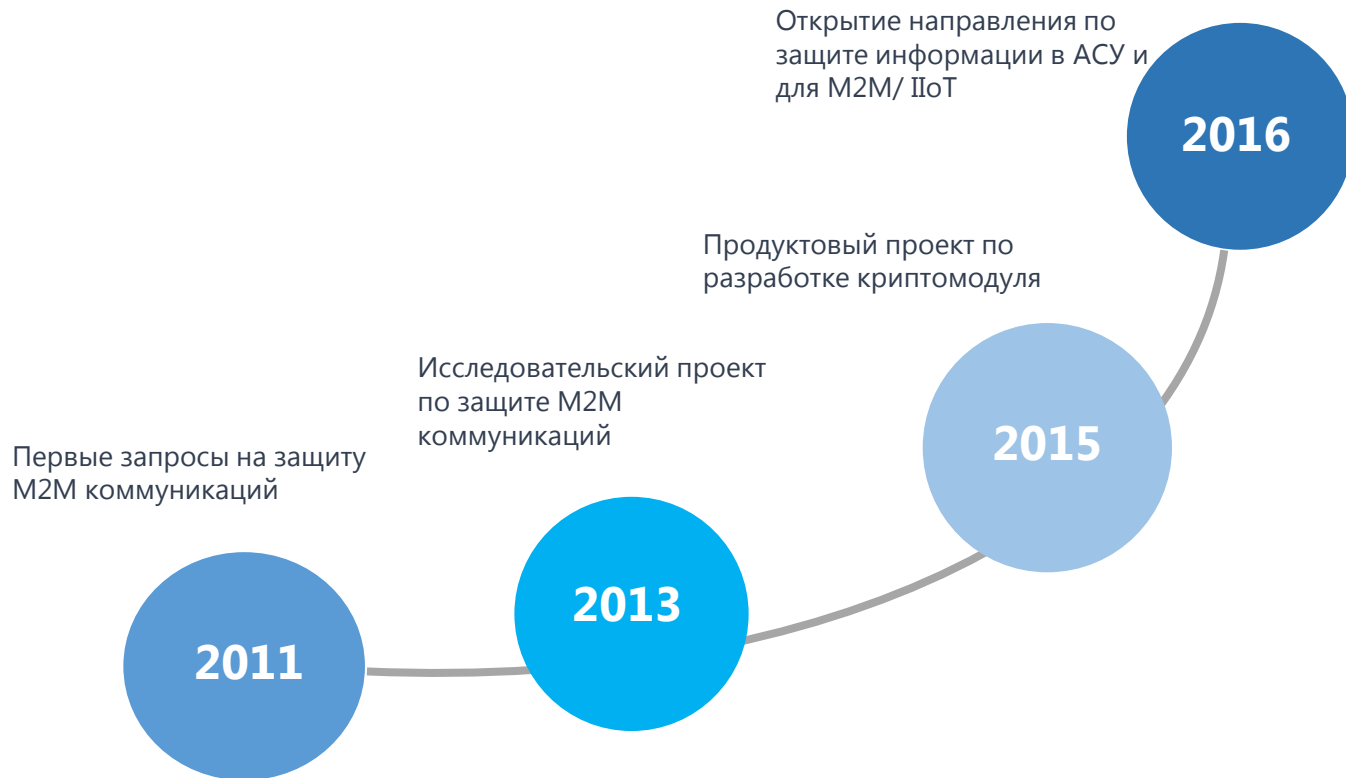 Открытие направления по
защите информации в АСУ и
для M2M/ IIoT
2016
Продуктовый проект по
разработке криптомодуля
2015
Исследовательский проект
по защите M2M
коммуникаций
2013
Первые запросы на защиту
M2M коммуникаций
2011